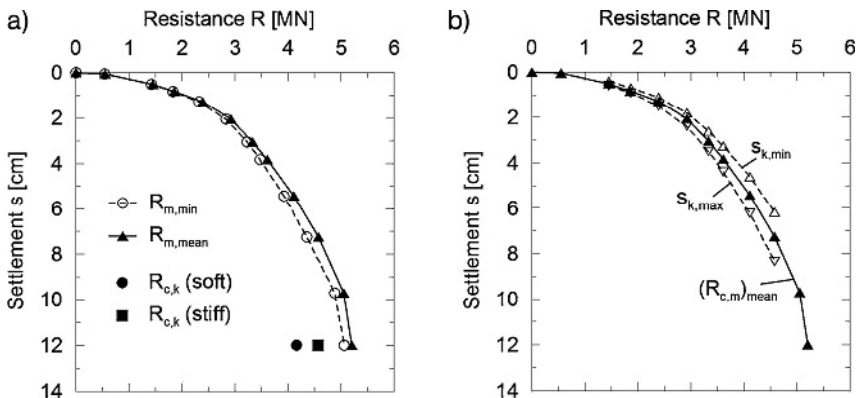 a)
Resistance R [MN]
0 1 2 3 4 5 6
Settlement s [cm]
0
2
4
6
8
10
12
14
R_m,min
R_m,mean
R_c,k (soft)
R_c,k (stiff)
b)
Resistance R [MN]
0 1 2 3 4 5 6
Settlement s [cm]
0
2
4
6
8
10
12
14
s_k,min
s_k,max
(R_c,m)_mean